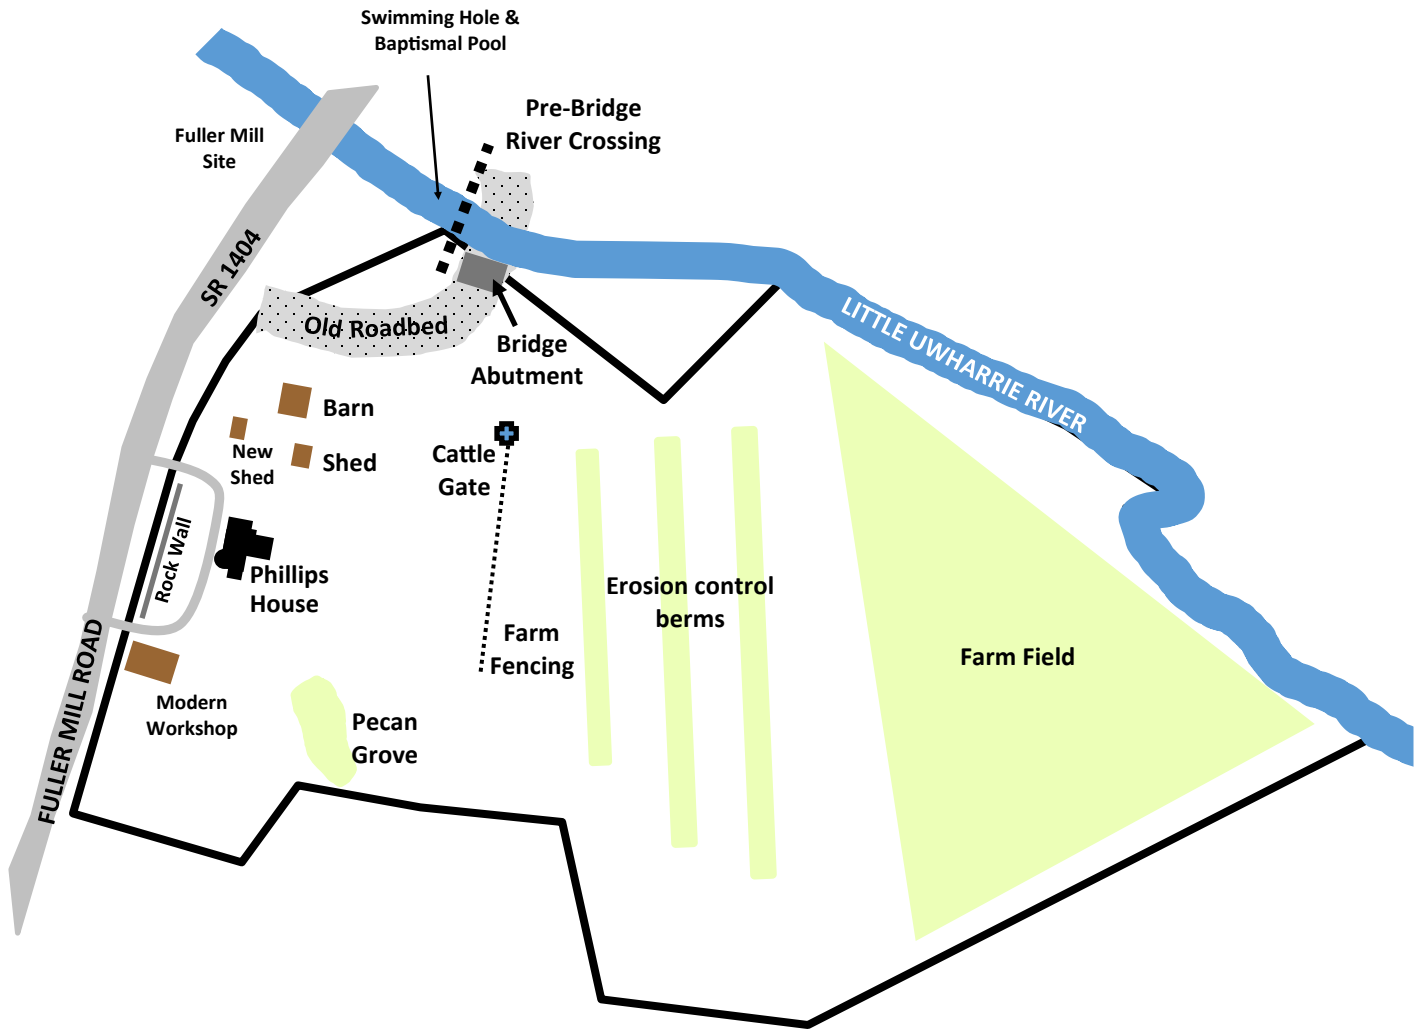 Swimming Hole &
Baptismal Pool
Pre-Bridge
River Crossing
Fuller Mill
Site
SR 1404
Old Roadbed
Bridge
Abutment
LITTLE UWHARRIE RIVER
Barn
New
Shed
Shed
Cattle
Gate
Rock Wall
Phillips
House
Erosion control
berms
Farm
Fencing
Farm Field
FULLER MILL ROAD
Modern
Workshop
Pecan
Grove